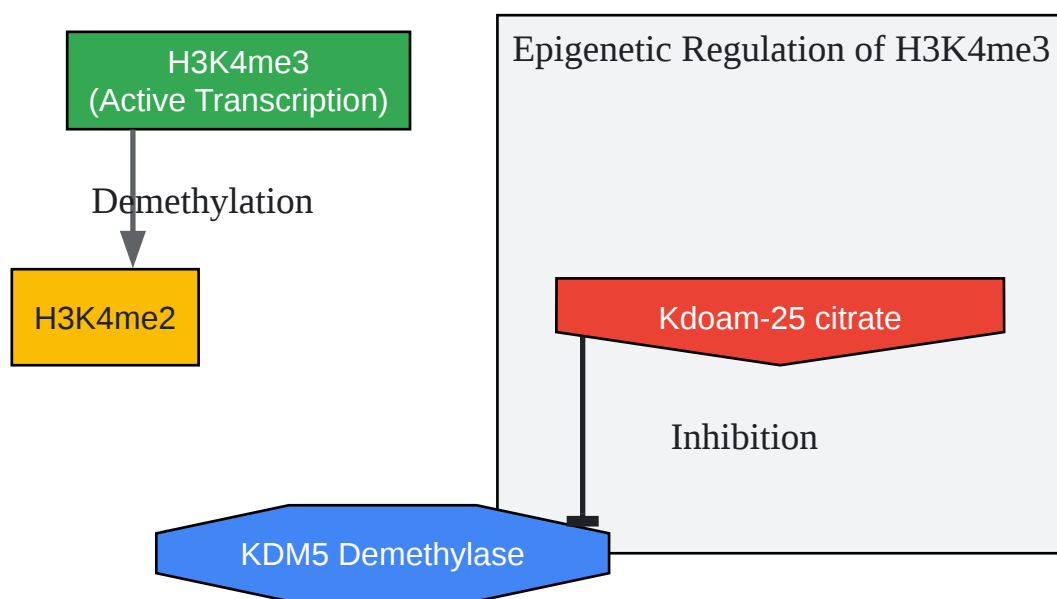 H3K4me3
(Active Transcription)
Epigenetic Regulation of H3K4me3
Demethylation
H3K4me2
Kdoam-25 citrate
Inhibition
KDM5 Demethylase